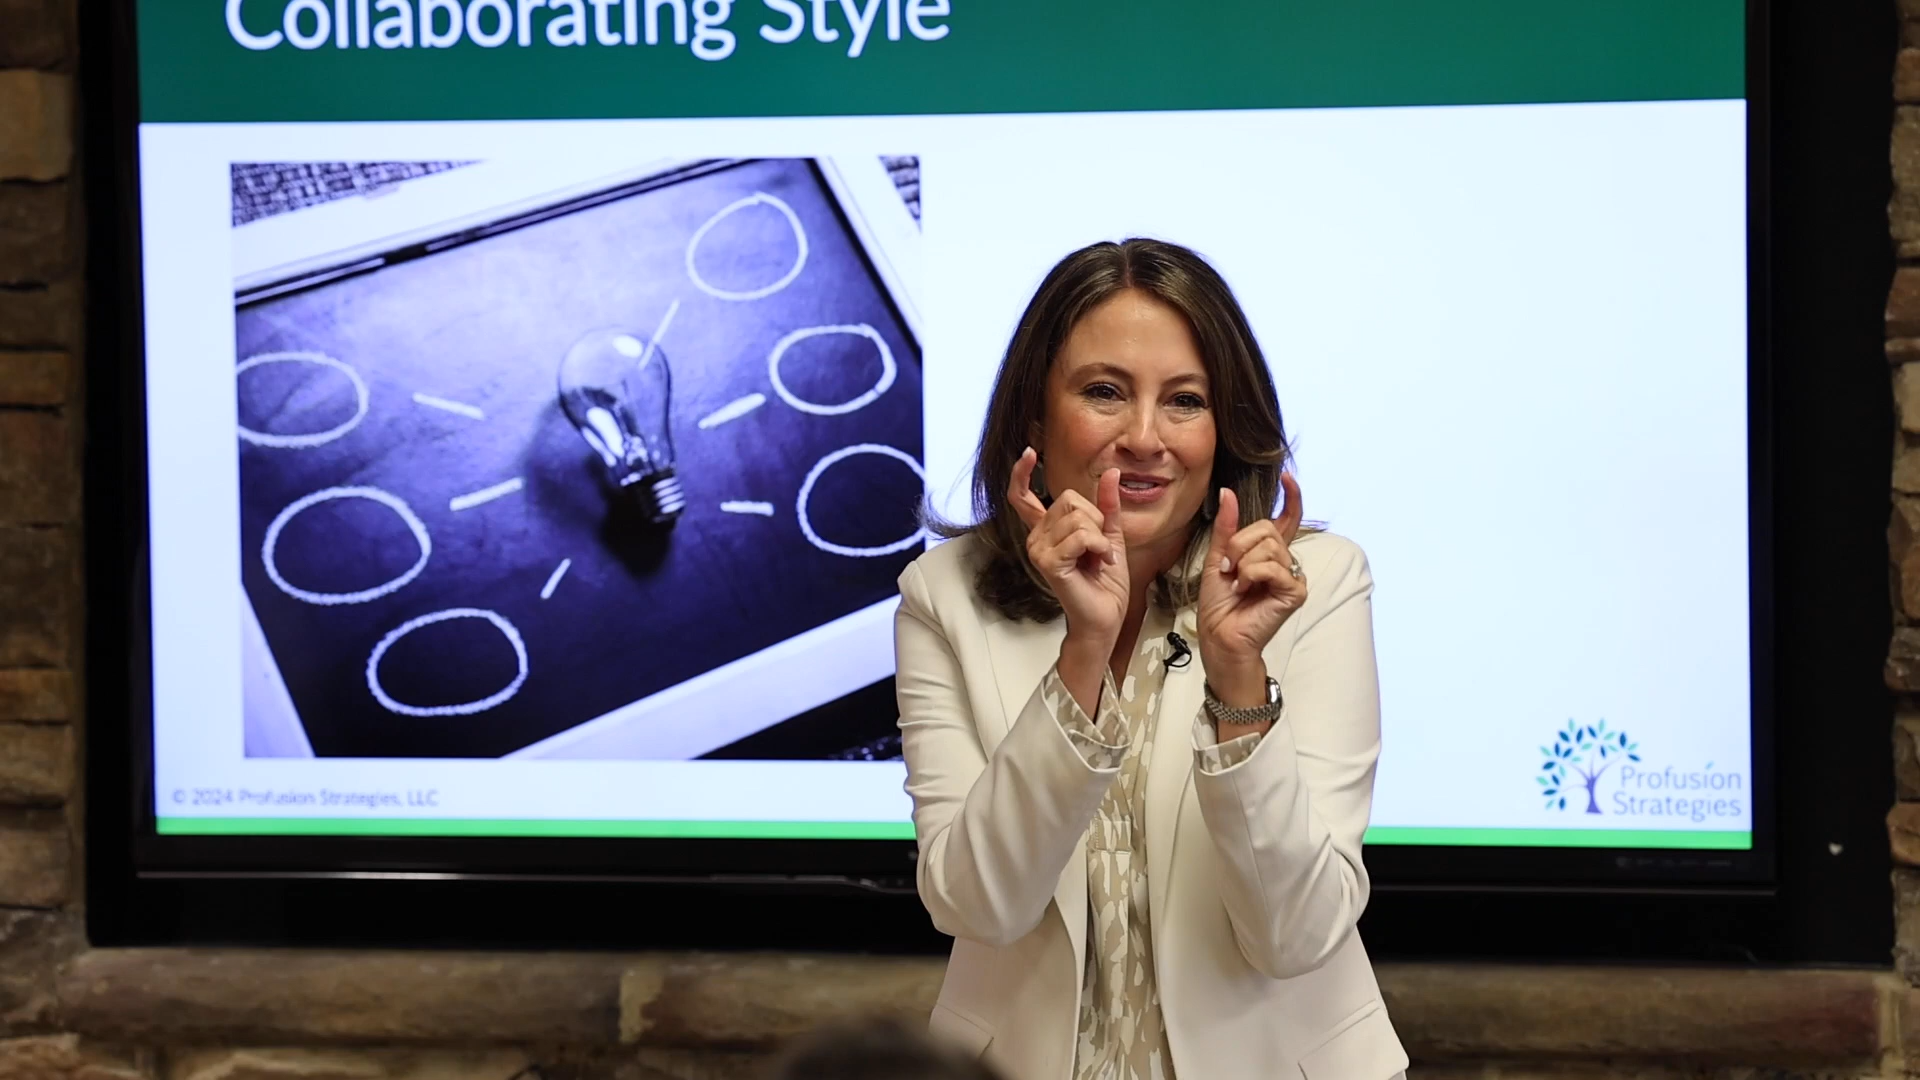 Collaborating Style
© 2024 Profusion Strategies, LLC
Profusion
Strategies